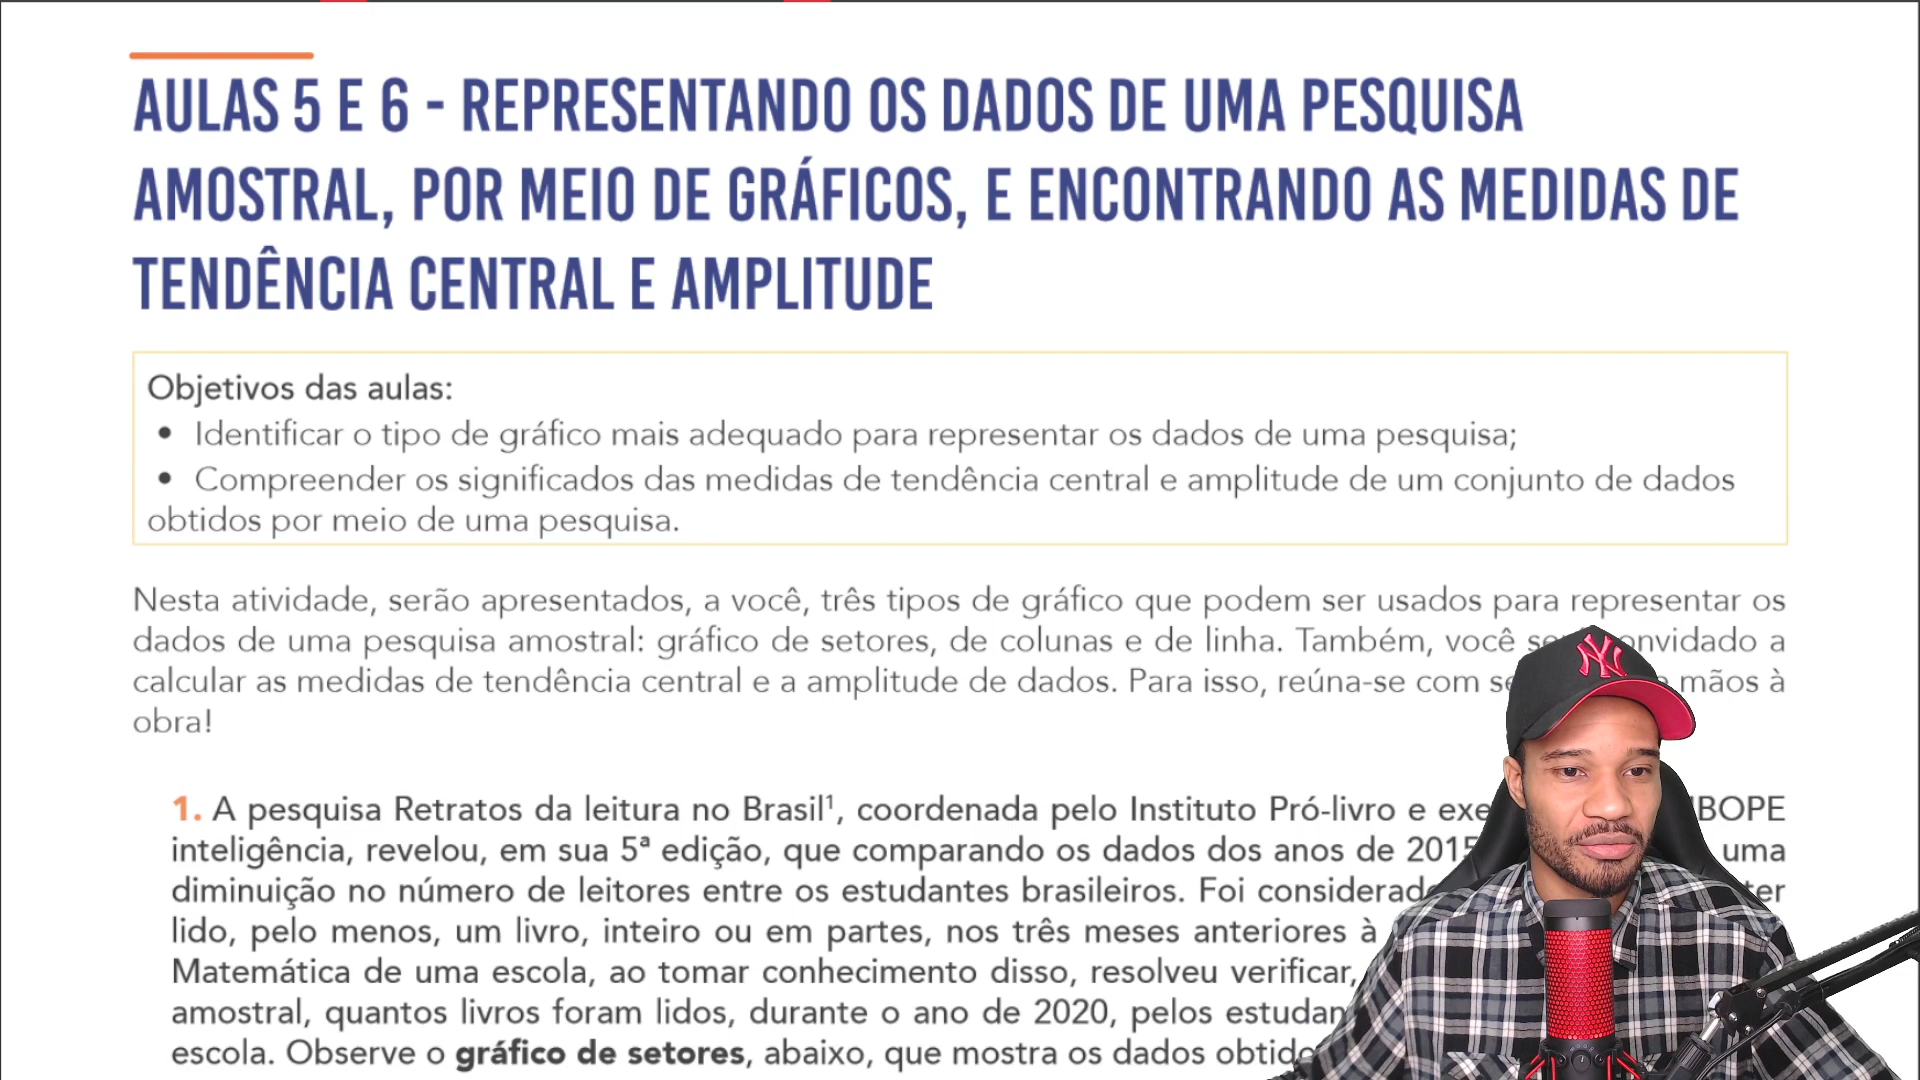 AULAS 5 E 6 - REPRESENTANDO OS DADOS DE UMA PESQUISA
AMOSTRAL, POR MEIO DE GRÁFICOS, E ENCONTRANDO AS MEDIDAS DE
TENDÊNCIA CENTRAL E AMPLITUDE
Objetivos das aulas:
• Identificar o tipo de gráfico mais adequado para representar os dados de uma pesquisa;
• Compreender os significados das medidas de tendência central e amplitude de um conjunto de dados
obtidos por meio de uma pesquisa.
Nesta atividade, serão apresentados, a você, três tipos de gráfico que podem ser usados para representar os
dados de uma pesquisa amostral: gráfico de setores, de colunas e de linha. Também, você a
calcular as medidas de tendência central e a amplitude de dados. Para isso, reúna-se com mãos à
obra!
1. A pesquisa Retratos da leitura no Brasil¹, coordenada pelo Instituto Pró-livro e IBOPE
inteligência, revelou, em sua 5ª edição, que comparando os dados dos anos de 2015 uma
diminuição no número de leitores entre os estudantes brasileiros. Foi ter
lido, pelo menos, um livro, inteiro ou em partes, nos três meses anteriores à
Matemática de uma escola, ao tomar conhecimento disso, resolveu verificar,
amostral, quantos livros foram lidos, durante o ano de 2020, pelos
escola. Observe o gráfico de setores, abaixo, que mostra os dados
NY